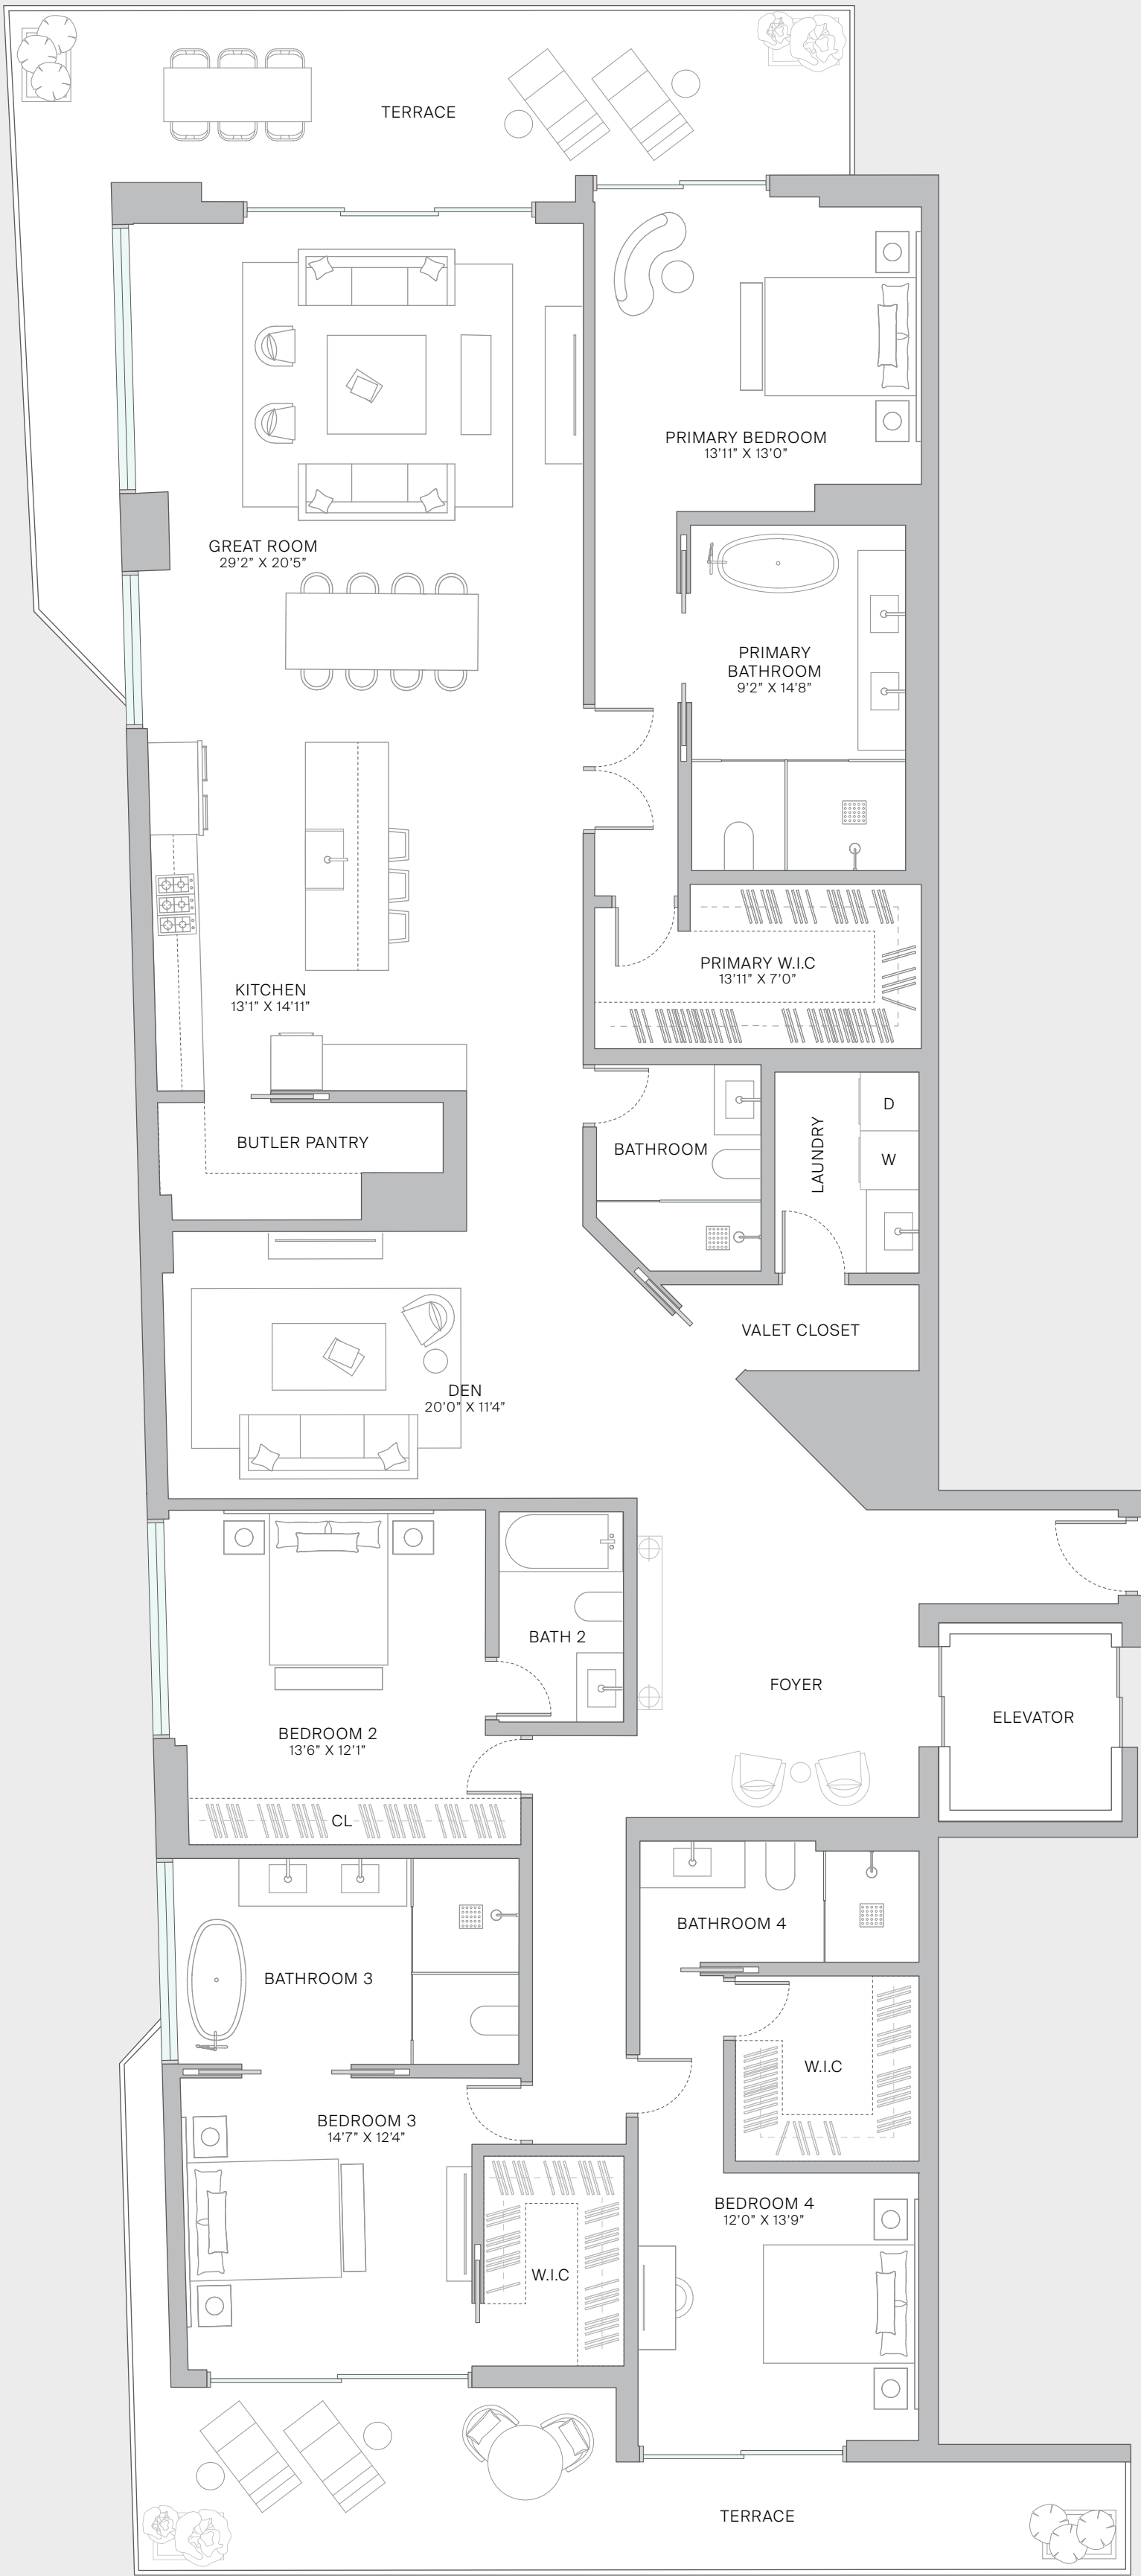 TERRACE
PRIMARY BEDROOM
13'11" X 13'0"
GREAT ROOM
29'2" X 20'5"
PRIMARY
BATHROOM
9'2" X 14'8"
PRIMARY W.I.C
13'11" X 7'0"
KITCHEN
13'1" X 14'11"
BUTLER PANTRY
BATHROOM
LAUNDRY
D
W
VALET CLOSET
DEN
20'0" X 11'4"
BATH 2
FOYER
ELEVATOR
BEDROOM 2
13'6" X 12'1"
CL
BATHROOM 4
BATHROOM 3
W.I.C
BEDROOM 3
14'7" X 12'4"
BEDROOM 4
12'0" X 13'9"
W.I.C
TERRACE